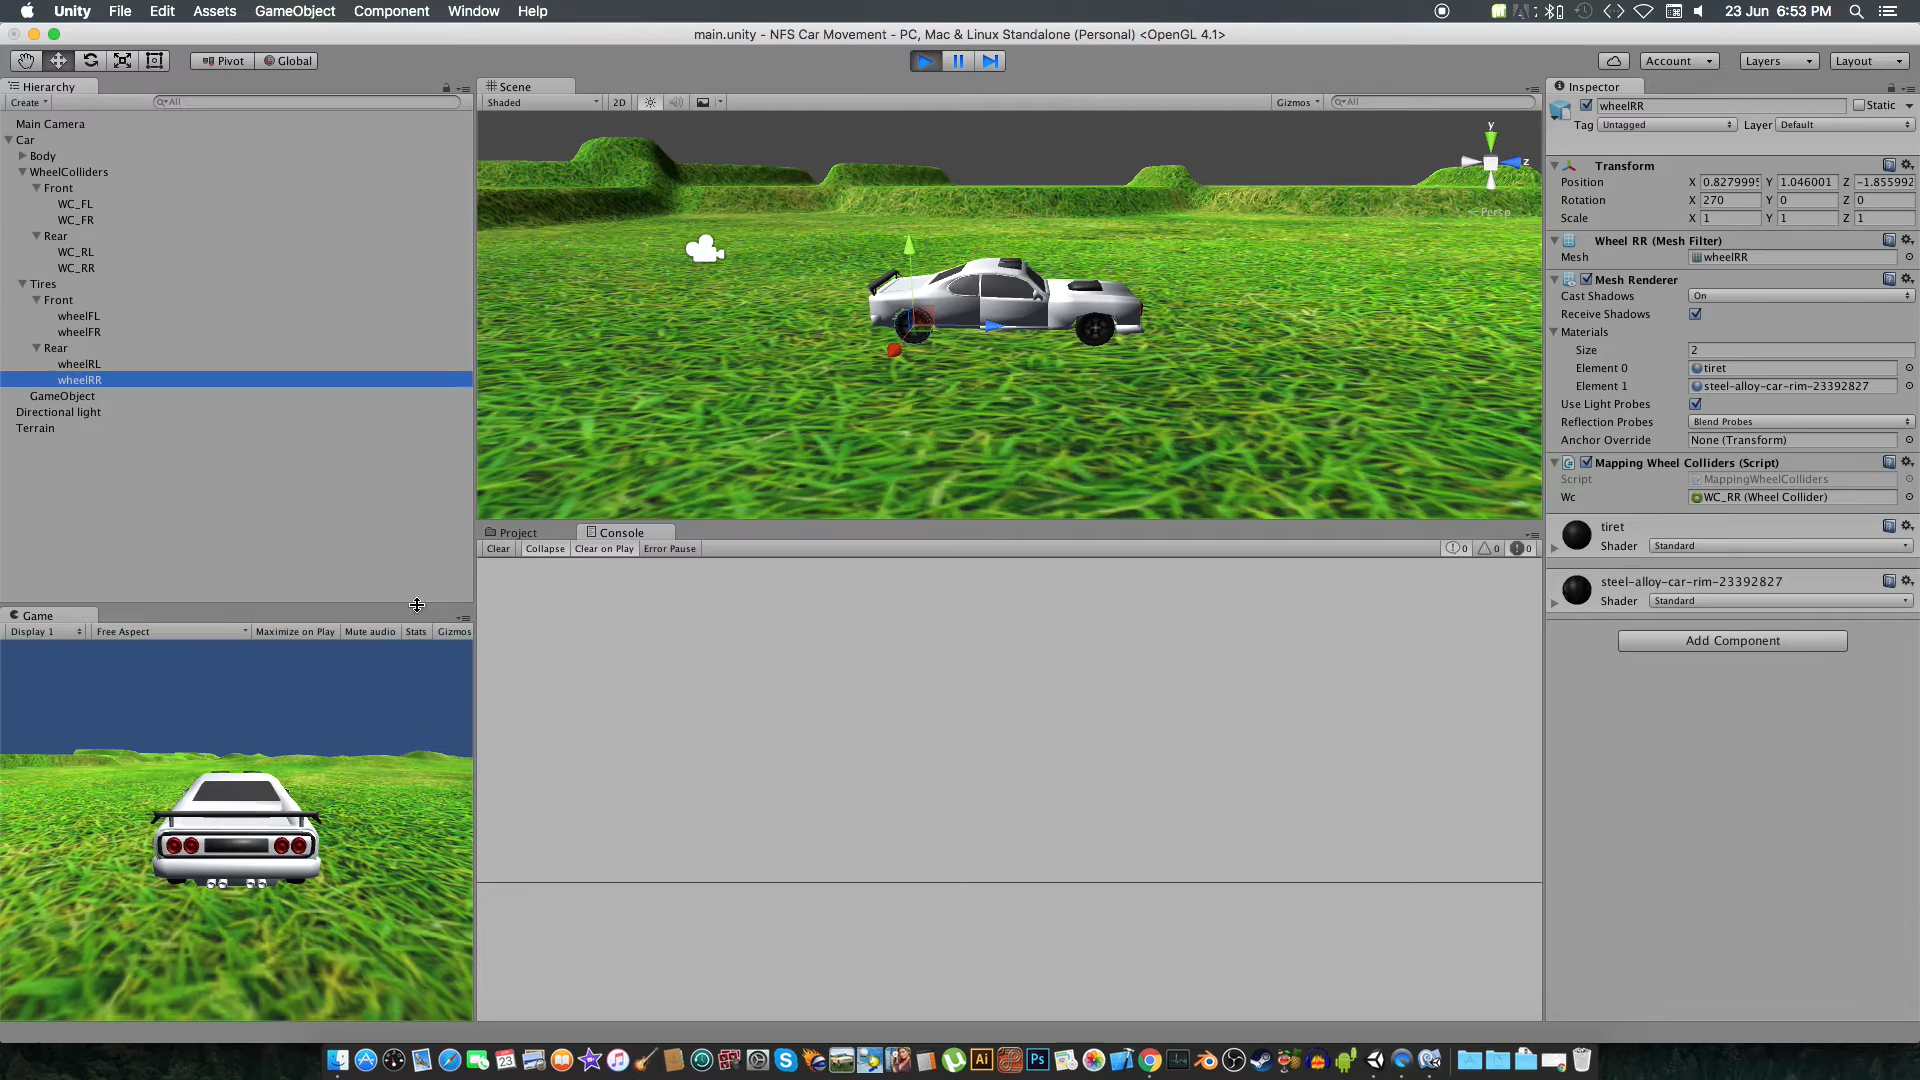 Unity File Edit Assets GameObject Component Window Help 23 Jun 6:53 PM
main.unity - NFS Car Movement - PC, Mac & Linux Standalone (Personal) <OpenGL 4.1>
Pivot Global Account Layers Layout
Hierarchy
Create All
Main Camera
Car
Body
WheelColliders
Front
WC_FL
WC_FR
Rear
WC_RL
WC_RR
Tires
Front
wheelFL
wheelFR
Rear
wheelRL
wheelRR
GameObject
Directional light
Terrain
Scene
Shaded 2D Gizmos All
y
z
Persp
Game
Display 1 Free Aspect Maximize on Play Mute audio Stats Gizmos
Project Console
Clear Collapse Clear on Play Error Pause 0 0 0
Inspector
wheelRR Static
Tag Untagged Layer Default
Transform
Position X 0.8279995 Y 1.046001 Z -1.855992
Rotation X 270 Y 0 Z 0
Scale X 1 Y 1 Z 1
Wheel RR (Mesh Filter)
Mesh wheelRR
Mesh Renderer
Cast Shadows On
Receive Shadows
Materials
Size 2
Element 0 tiret
Element 1 steel-alloy-car-rim-23392827
Use Light Probes
Reflection Probes Blend Probes
Anchor Override None (Transform)
Mapping Wheel Colliders (Script)
Script MappingWheelColliders
Wc WC_RR (Wheel Collider)
tiret
Shader Standard
steel-alloy-car-rim-23392827
Shader Standard
Add Component
23
Ai
Ps